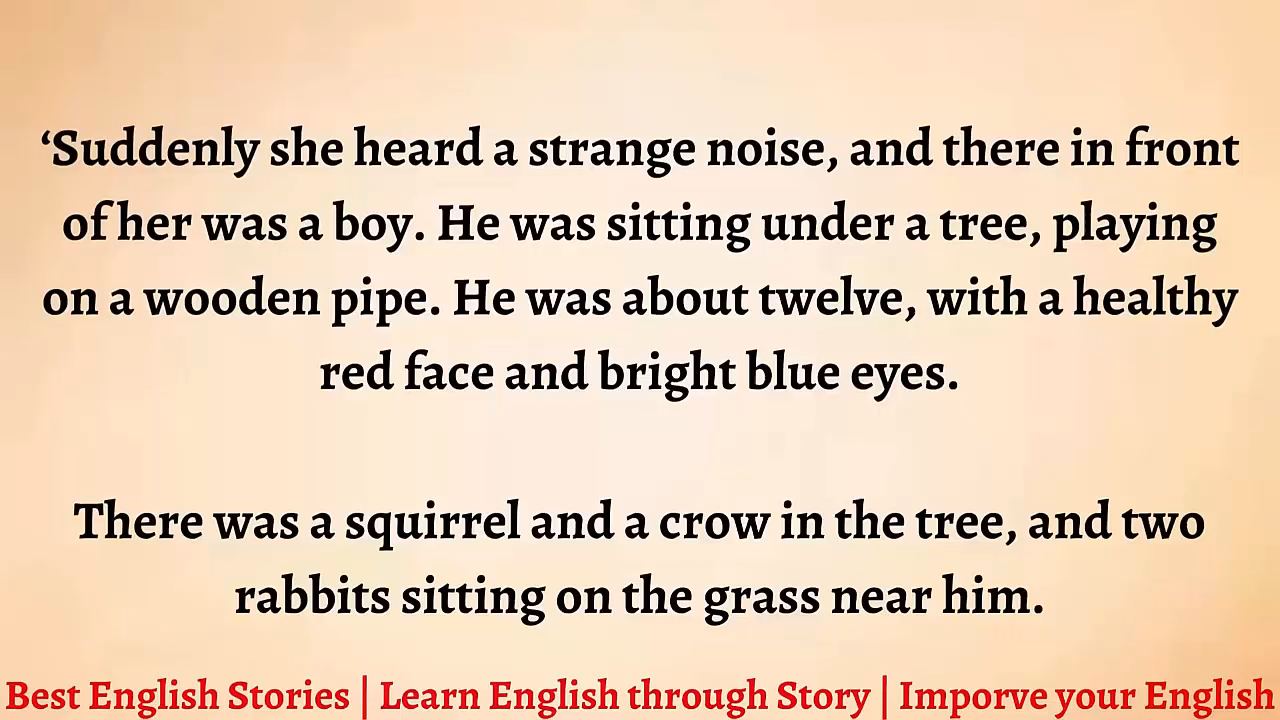 ‘Suddenly she heard a strange noise, and there in front
of her was a boy. He was sitting under a tree, playing
on a wooden pipe. He was about twelve, with a healthy
red face and bright blue eyes.
There was a squirrel and a crow in the tree, and two
rabbits sitting on the grass near him.
Best English Stories | Learn English through Story | Imporve your English